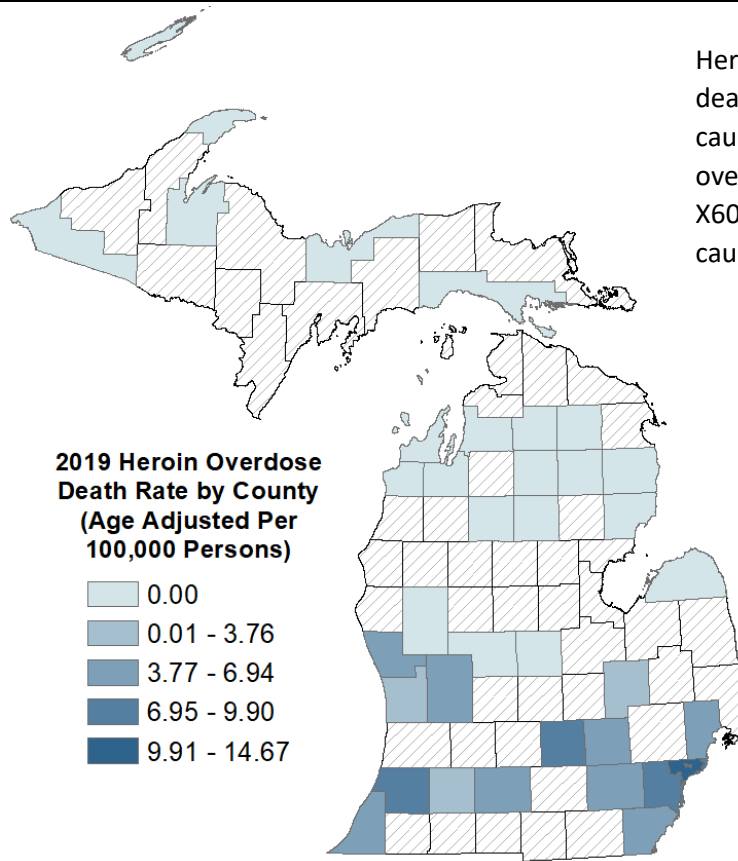 Her
dea
cau
ove
X60
cau
2019 Heroin Overdose
Death Rate by County
(Age Adjusted Per
100,000 Persons)
0.00
0.01 - 3.76
3.77 - 6.94
6.95 - 9.90
9.91 - 14.67